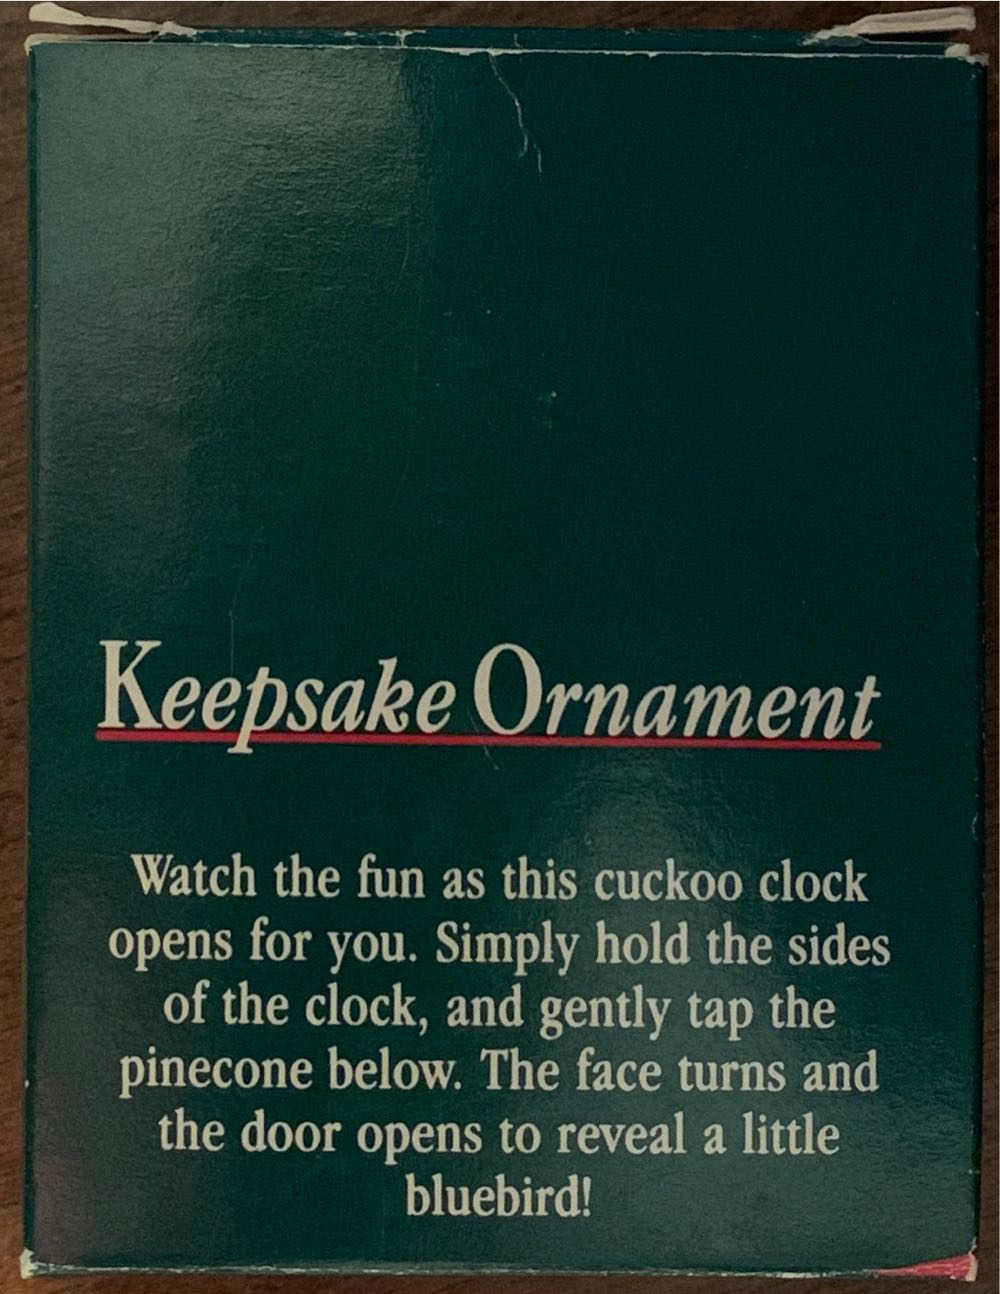 Keepsake Ornament
Watch the fun as this cuckoo clock
opens for you. Simply hold the sides
of the clock, and gently tap the
pinecone below. The face turns and
the door opens to reveal a little
bluebird!